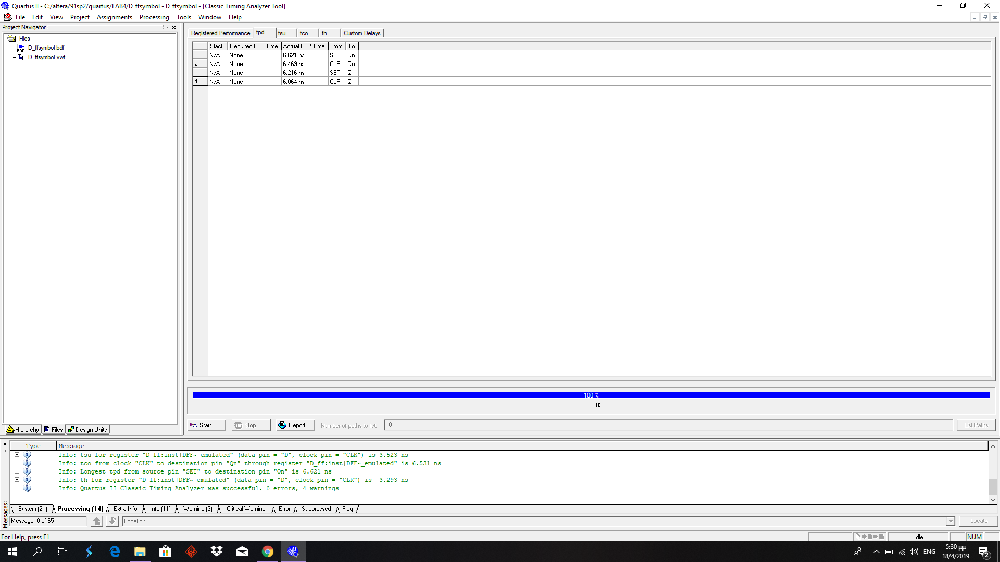 Quartus II - C:/altera/91sp2/quartus/LAB4/D_ffsymbol - D_ffsymbol - [Classic Timing Analyzer Tool]
File Edit View Project Assignments Processing Tools Window Help
Project Navigator
Files
D_ffsymbol.bdf
D_ffsymbol.vwf
Hierarchy Files Design Units
Registered Performance tpd tsu tco th Custom Delays
Slack Required P2P Time Actual P2P Time From To
1 N/A None 6.621 ns SET Qn
2 N/A None 6.469 ns CLR Qn
3 N/A None 6.216 ns SET Q
4 N/A None 6.064 ns CLR Q
100 %
00:00:02
Start STOP Stop Report Number of paths to list: 10 List Paths
Type Message
Info: tsu for register "D_ff:inst|DFF~_emulated" (data pin = "D", clock pin = "CLK") is 3.523 ns
Info: tco from clock "CLK" to destination pin "Qn" through register "D_ff:inst|DFF~_emulated" is 6.531 ns
Info: Longest tpd from source pin "SET" to destination pin "Qn" is 6.621 ns
Info: th for register "D_ff:inst|DFF~_emulated" (data pin = "D", clock pin = "CLK") is -3.293 ns
Info: Quartus II Classic Timing Analyzer was successful. 0 errors, 4 warnings
Messages
System (21) Processing (14) Extra Info Info (11) Warning (3) Critical Warning Error Suppressed Flag
Message: 0 of 65 Location: Locate
For Help, press F1 Idle NUM
ENG 5:30 μμ
18/4/2019
2